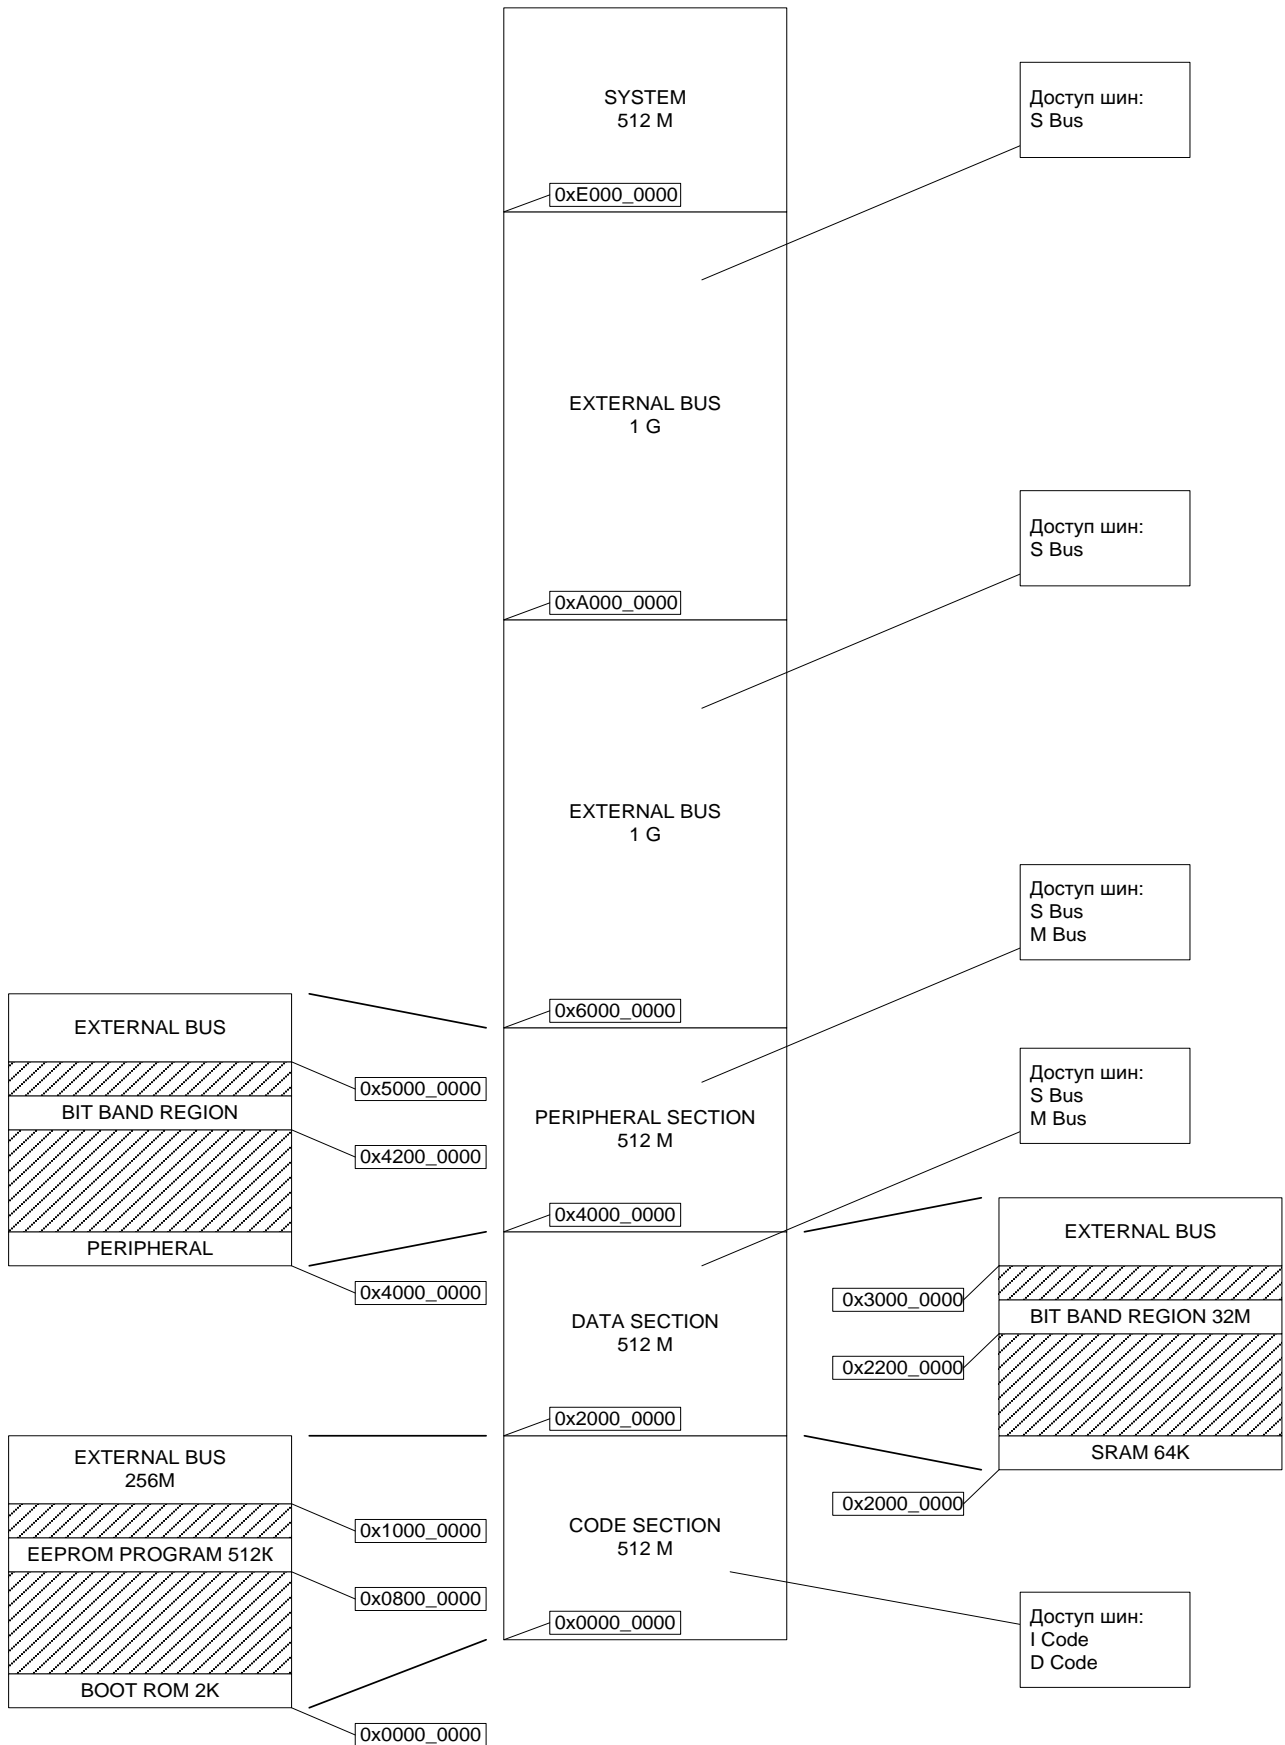 SYSTEM
512 M
0xE000_0000
Доступ шин:
S Bus
EXTERNAL BUS
1 G
0xA000_0000
Доступ шин:
S Bus
EXTERNAL BUS
1 G
0x6000_0000
Доступ шин:
S Bus
M Bus
PERIPHERAL SECTION
512 M
0x4000_0000
Доступ шин:
S Bus
M Bus
DATA SECTION
512 M
0x2000_0000
CODE SECTION
512 M
0x0000_0000
Доступ шин:
I Code
D Code
EXTERNAL BUS
0x5000_0000
BIT BAND REGION
0x4200_0000
PERIPHERAL
0x4000_0000
EXTERNAL BUS
256M
0x1000_0000
EEPROM PROGRAM 512К
0x0800_0000
BOOT ROM 2K
0x0000_0000
EXTERNAL BUS
0x3000_0000
BIT BAND REGION 32M
0x2200_0000
SRAM 64K
0x2000_0000